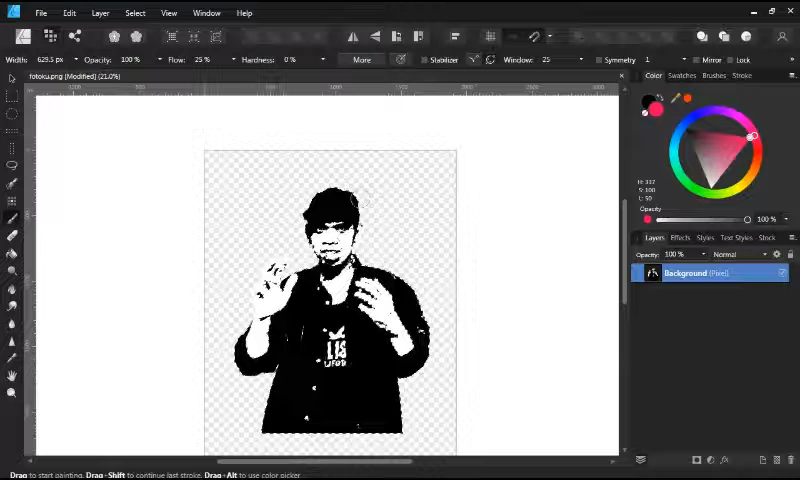 File Edit Layer Select View Window Help
Width: 629.5 px Opacity: 100 % Flow: 25 % Hardness: 0 % More Stabilizer Window: 25 Symmetry 1 Mirror Lock
fotoku.png [Modified] (21.0%)
Color Swatches Brushes Stroke
H: 337
S: 100
L: 50
Opacity
100 %
Layers Effects Styles Text Styles Stock
Opacity: 100 % Normal
Background (Pixel)
Drag to start painting. Drag+Shift to continue last stroke. Drag+Alt to use color picker